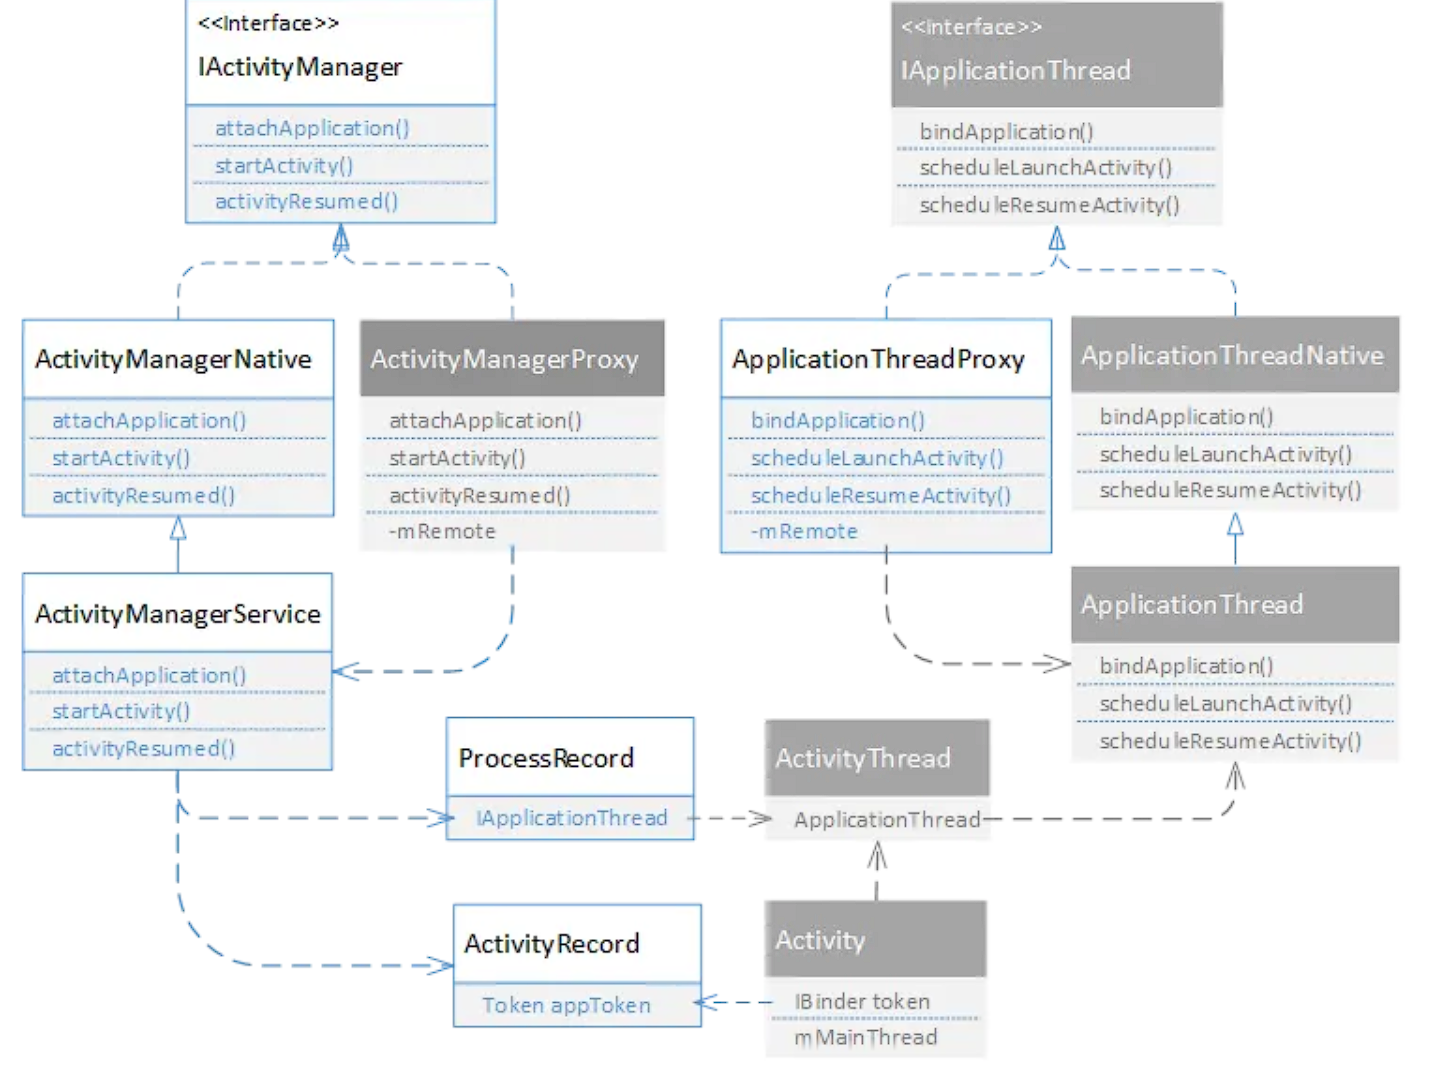 <<Interface>>
IActivityManager
attachApplication()
startActivity()
activityResumed()
<<Interface>>
IApplicationThread
bindApplication()
scheduleLaunchActivity()
scheduleResumeActivity()
ActivityManagerNative
attachApplication()
startActivity()
activityResumed()
ActivityManagerProxy
attachApplication()
startActivity()
activityResumed()
-mRemote
ApplicationThreadProxy
bindApplication()
scheduleLaunchActivity()
scheduleResumeActivity()
-mRemote
ApplicationThreadNative
bindApplication()
scheduleLaunchActivity()
scheduleResumeActivity()
ActivityManagerService
attachApplication()
startActivity()
activityResumed()
ApplicationThread
bindApplication()
scheduleLaunchActivity()
scheduleResumeActivity()
ProcessRecord
IApplicationThread
ActivityThread
ApplicationThread
ActivityRecord
Token appToken
Activity
IBinder token
mMainThread